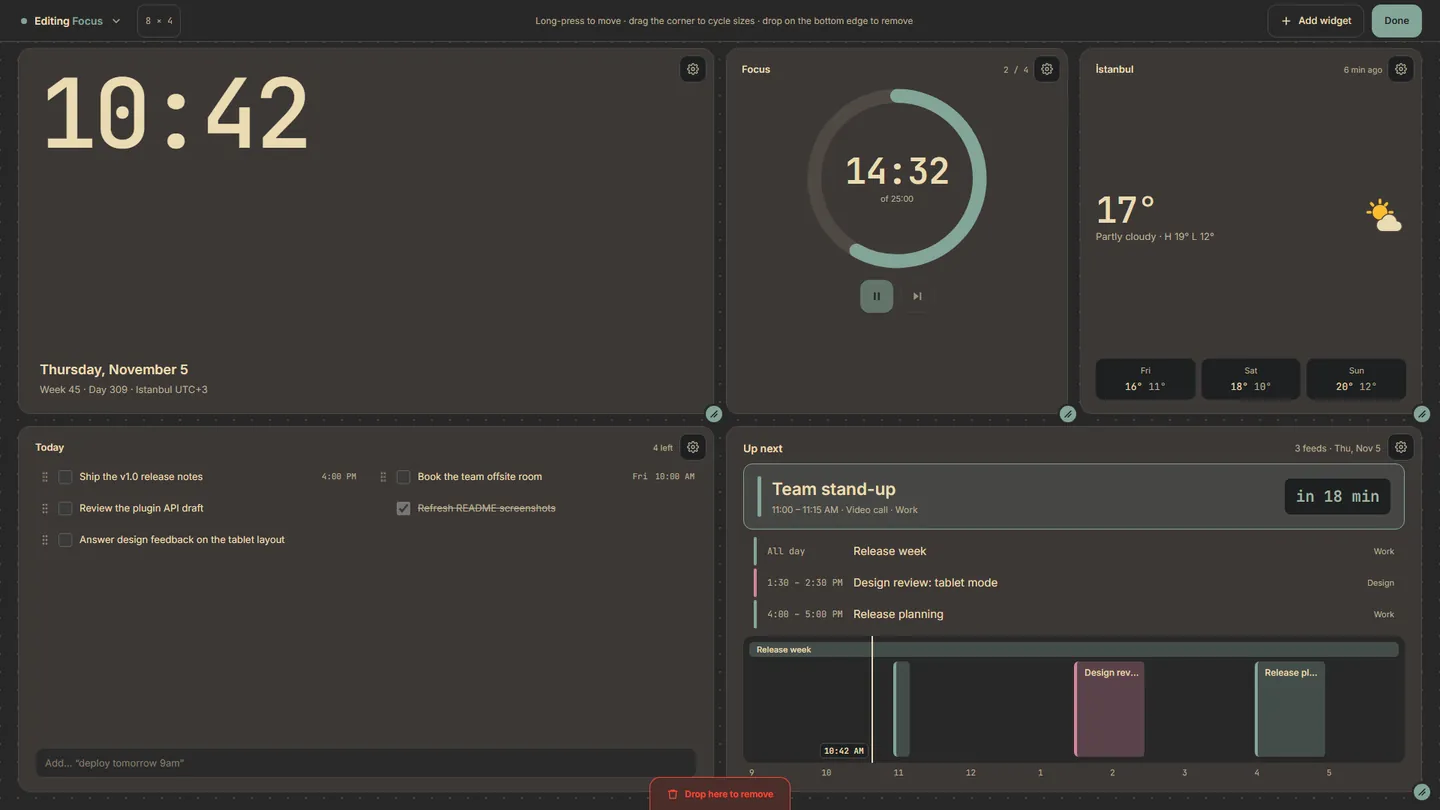 Editing Focus
8 × 4
Long-press to move · drag the corner to cycle sizes · drop on the bottom edge to remove
Add widget
Done
10:42
Thursday, November 5
Week 45 · Day 309 · Istanbul UTC+3
Focus
2 / 4
14:32
of 25:00
İstanbul
6 min ago
17°
Partly cloudy · H 19° L 12°
Fri
16° 11°
Sat
18° 10°
Sun
20° 12°
Today
4 left
Ship the v1.0 release notes
4:00 PM
Review the plugin API draft
Answer design feedback on the tablet layout
Book the team offsite room
Fri 10:00 AM
Refresh README screenshots
Add… “deploy tomorrow 9am”
Up next
3 feeds · Thu, Nov 5
Team stand-up
11:00 – 11:15 AM · Video call · Work
in 18 min
All day Release week Work
1:30 – 2:30 PM Design review: tablet mode Design
4:00 – 5:00 PM Release planning Work
Release week
Design rev…
Release pl…
10:42 AM
9 10 11 12 1 2 3 4 5
Drop here to remove